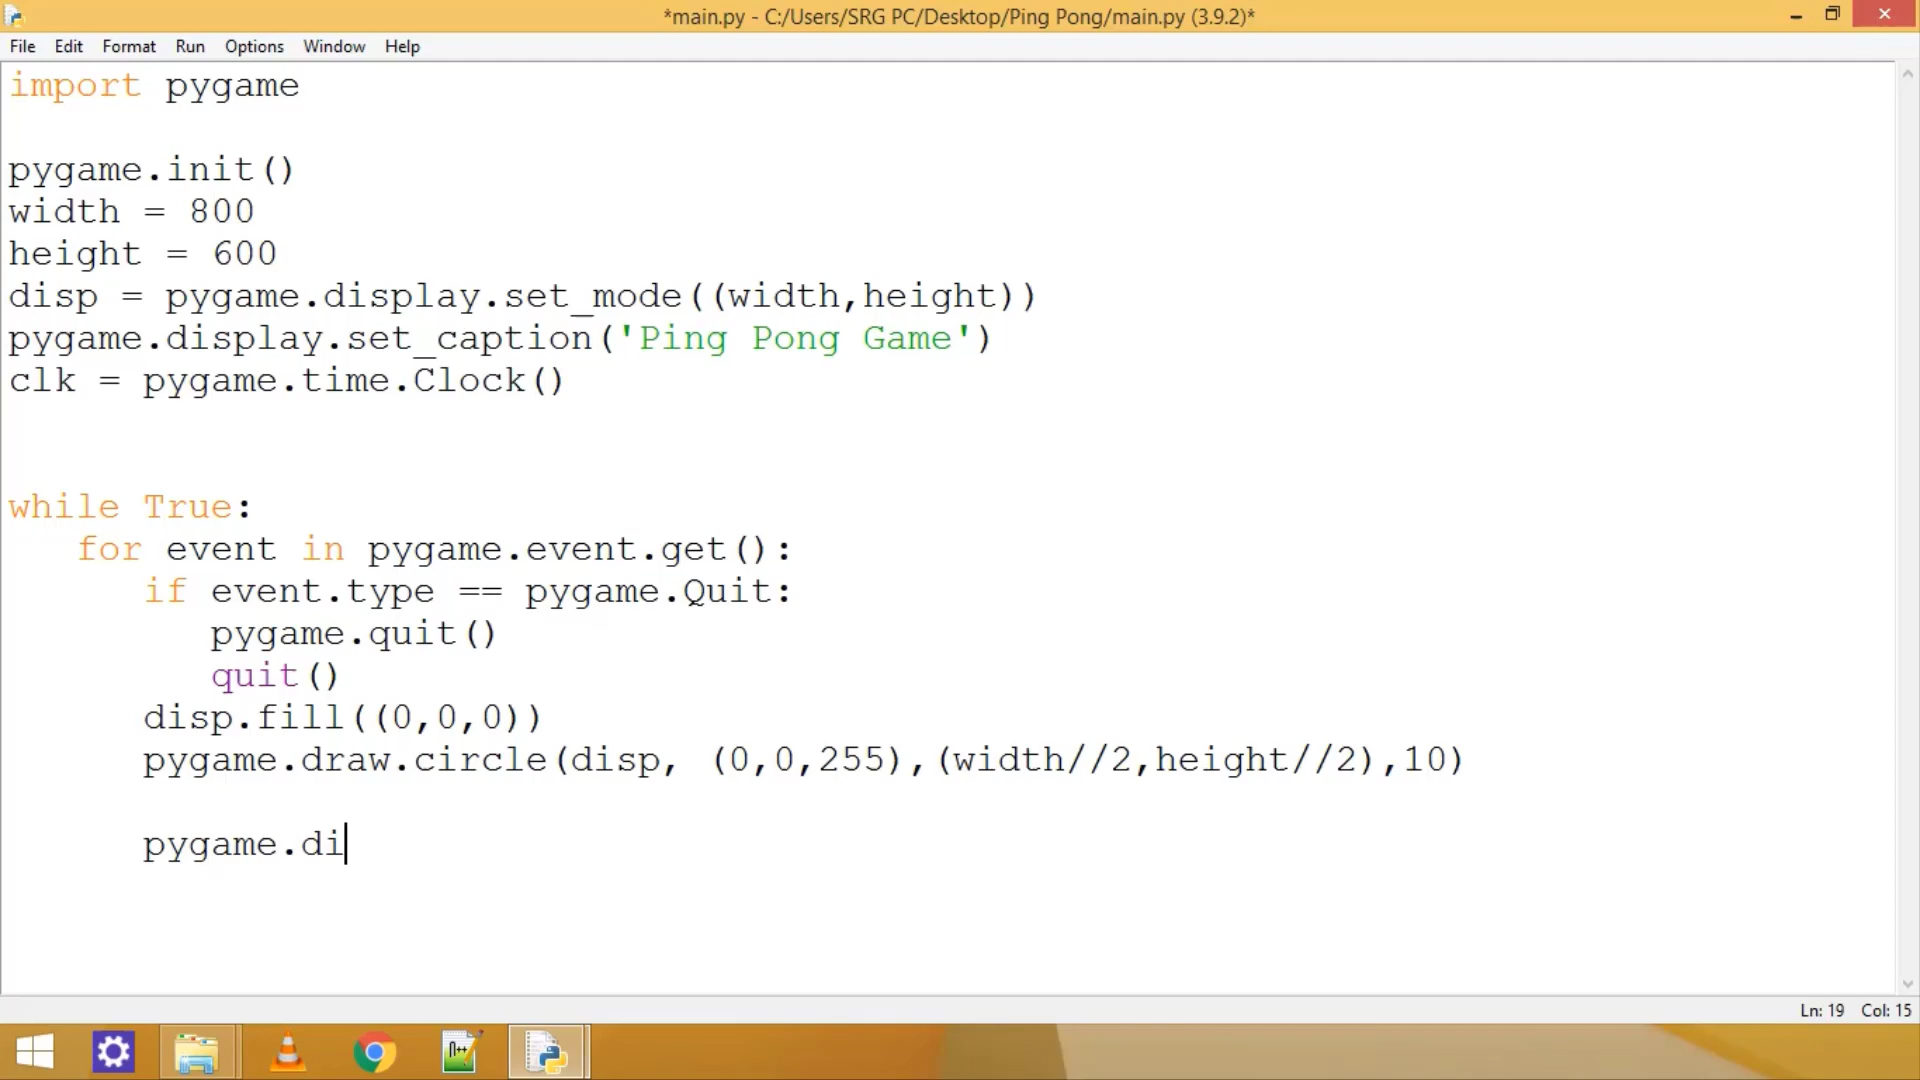 *main.py - C:/Users/SRG PC/Desktop/Ping Pong/main.py (3.9.2)*
File Edit Format Run Options Window Help
import pygame
pygame.init()
width = 800
height = 600
disp = pygame.display.set_mode((width,height))
pygame.display.set_caption('Ping Pong Game')
clk = pygame.time.Clock()
while True:
   for event in pygame.event.get():
      if event.type == pygame.Quit:
         pygame.quit()
         quit()
      disp.fill((0,0,0))
      pygame.draw.circle(disp, (0,0,255),(width//2,height//2),10)
      pygame.di
Ln: 19 Col: 15